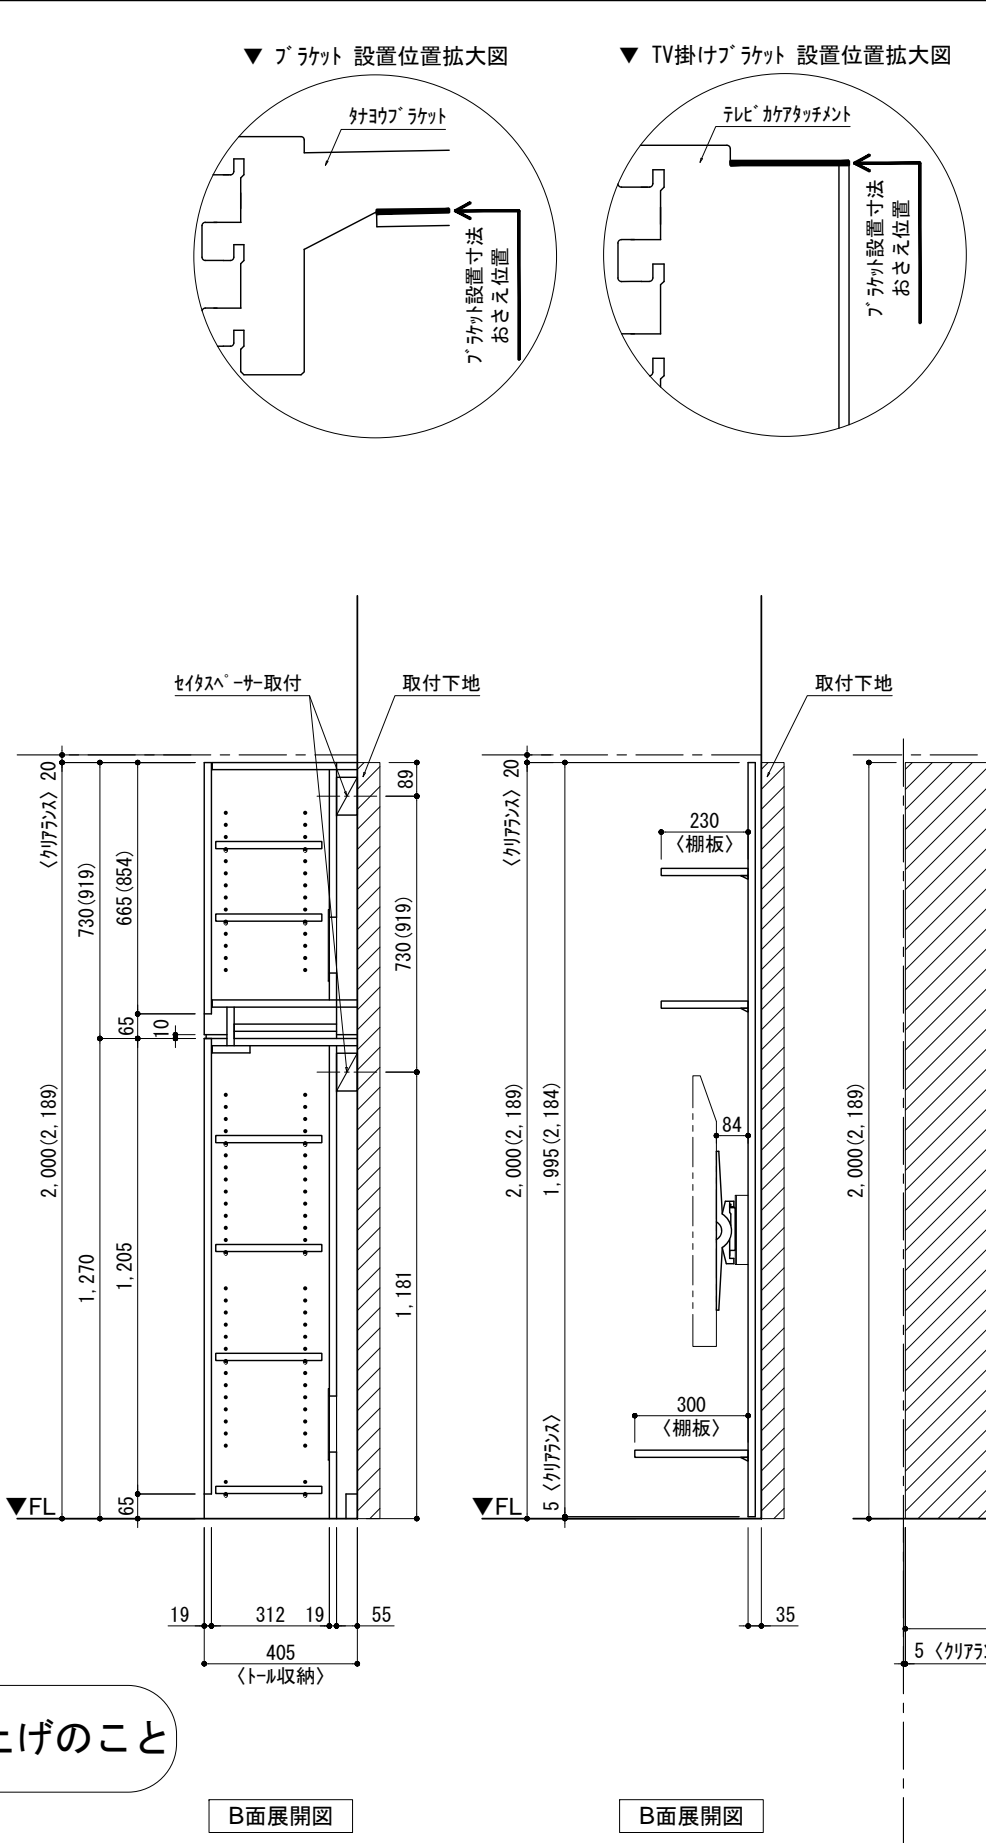 ▼ ブラケット 設置位置拡大図
▼ TV掛けブラケット 設置位置拡大図
タナヨウブラケット
テレビカケアタッチメント
ブラケット設置寸法
おさえ位置
ブラケット設置寸法
おさえ位置
セイタスペーサー取付
取付下地
取付下地
〈クリアランス〉 20
730(919)
665(854)
65
10
2,000(2,189)
1,270
1,205
65
89
730(919)
1,181
▼FL
19
312
19
55
405
〈トール収納〉
〈クリアランス〉 20
2,000(2,189)
1,995(2,184)
5 〈クリアランス〉
230
〈棚板〉
84
300
〈棚板〉
▼FL
35
2,000(2,189)
5 〈クリアラン
上げのこと
B面展開図
B面展開図